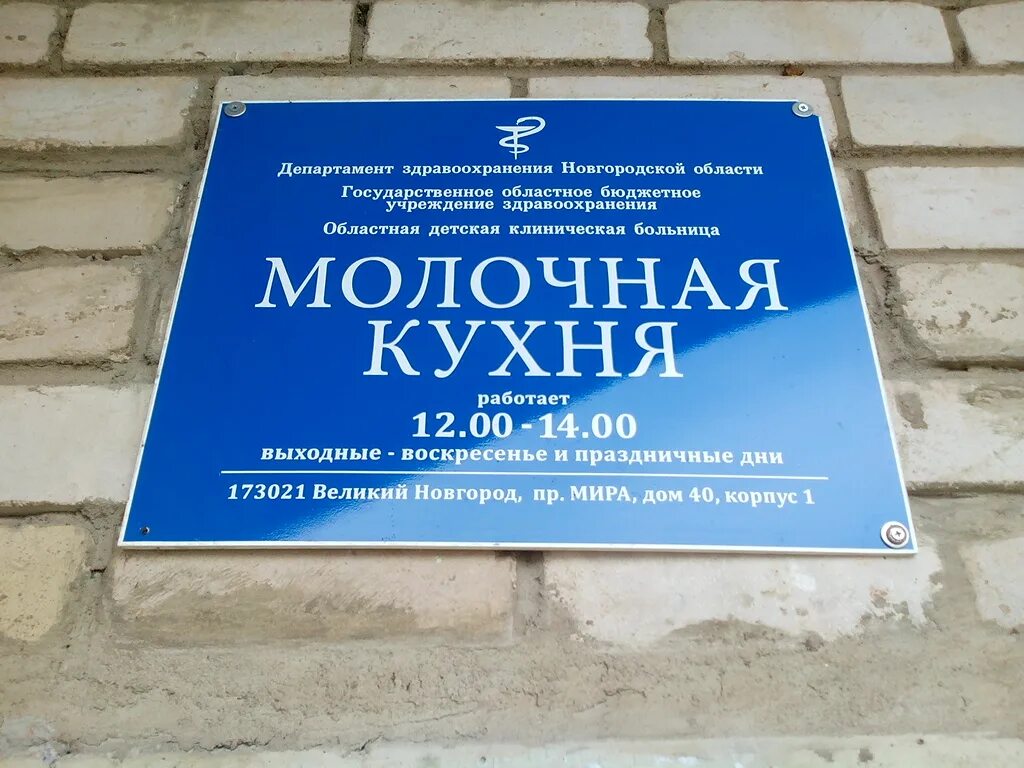 Департамент здравоохранения Новгородской области
Государственное областное бюджетное
учреждение здравоохранения
Областная детская клиническая больница
МОЛОЧНАЯ
КУХНЯ
работает
12.00 - 14.00
выходные - воскресенье и праздничные дни
173021 Великий Новгород, пр. МИРА, дом 40, корпус 1